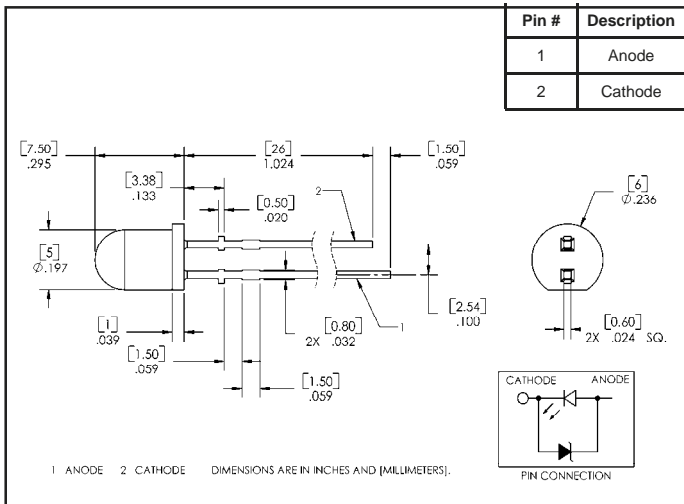 Pin # Description
1 Anode
2 Cathode
[7.50]
.295
[26]
1.024
[1.50]
.059
[3.38]
.133
[0.50]
.020
2
[6]
Ø.236
[5]
Ø.197
[2.54]
.100
[1]
.039
[0.80]
2X .032
1
[0.60]
2X .024 SQ.
[1.50]
.059
[1.50]
.059
CATHODE ANODE
PIN CONNECTION
1 ANODE 2 CATHODE DIMENSIONS ARE IN INCHES AND [MILLIMETERS].